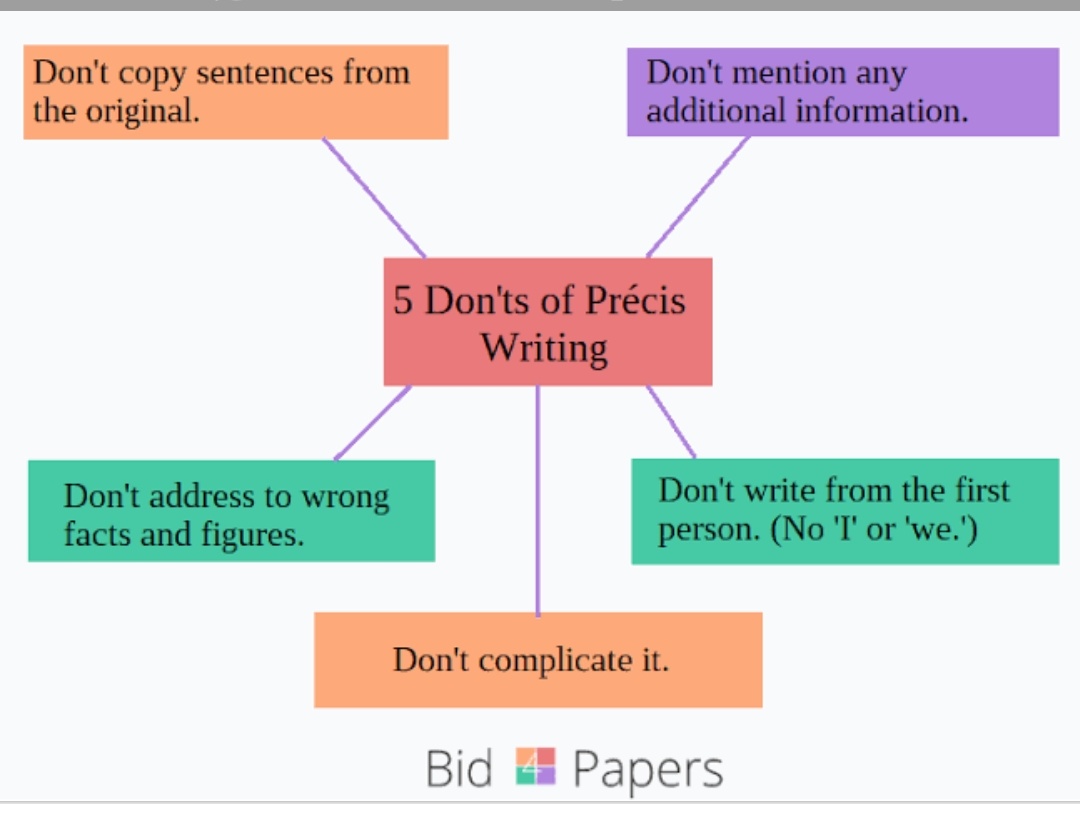 Don't copy sentences from
the original.
Don't mention any
additional information.
5 Don'ts of Précis
Writing
Don't address to wrong
facts and figures.
Don't write from the first
person. (No 'I' or 'we.')
Don't complicate it.
Bid 4 Papers